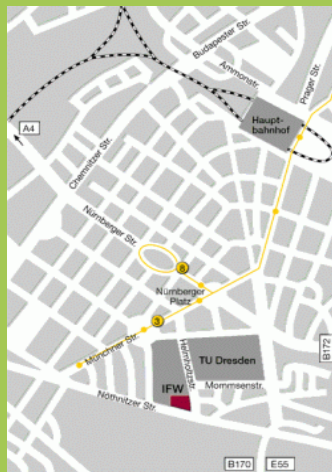 Budapester Str.
Ammonstr.
Prager Str.
Haupt-
bahnhof
A4
Chemnitzer Str.
Nürnberger Str.
8
Nürnberger
Platz
3
Münchner Str.
Helmholtzstr.
TU Dresden
B172
IFW
Mommsenstr.
Nöthnitzer Str.
B170
E55